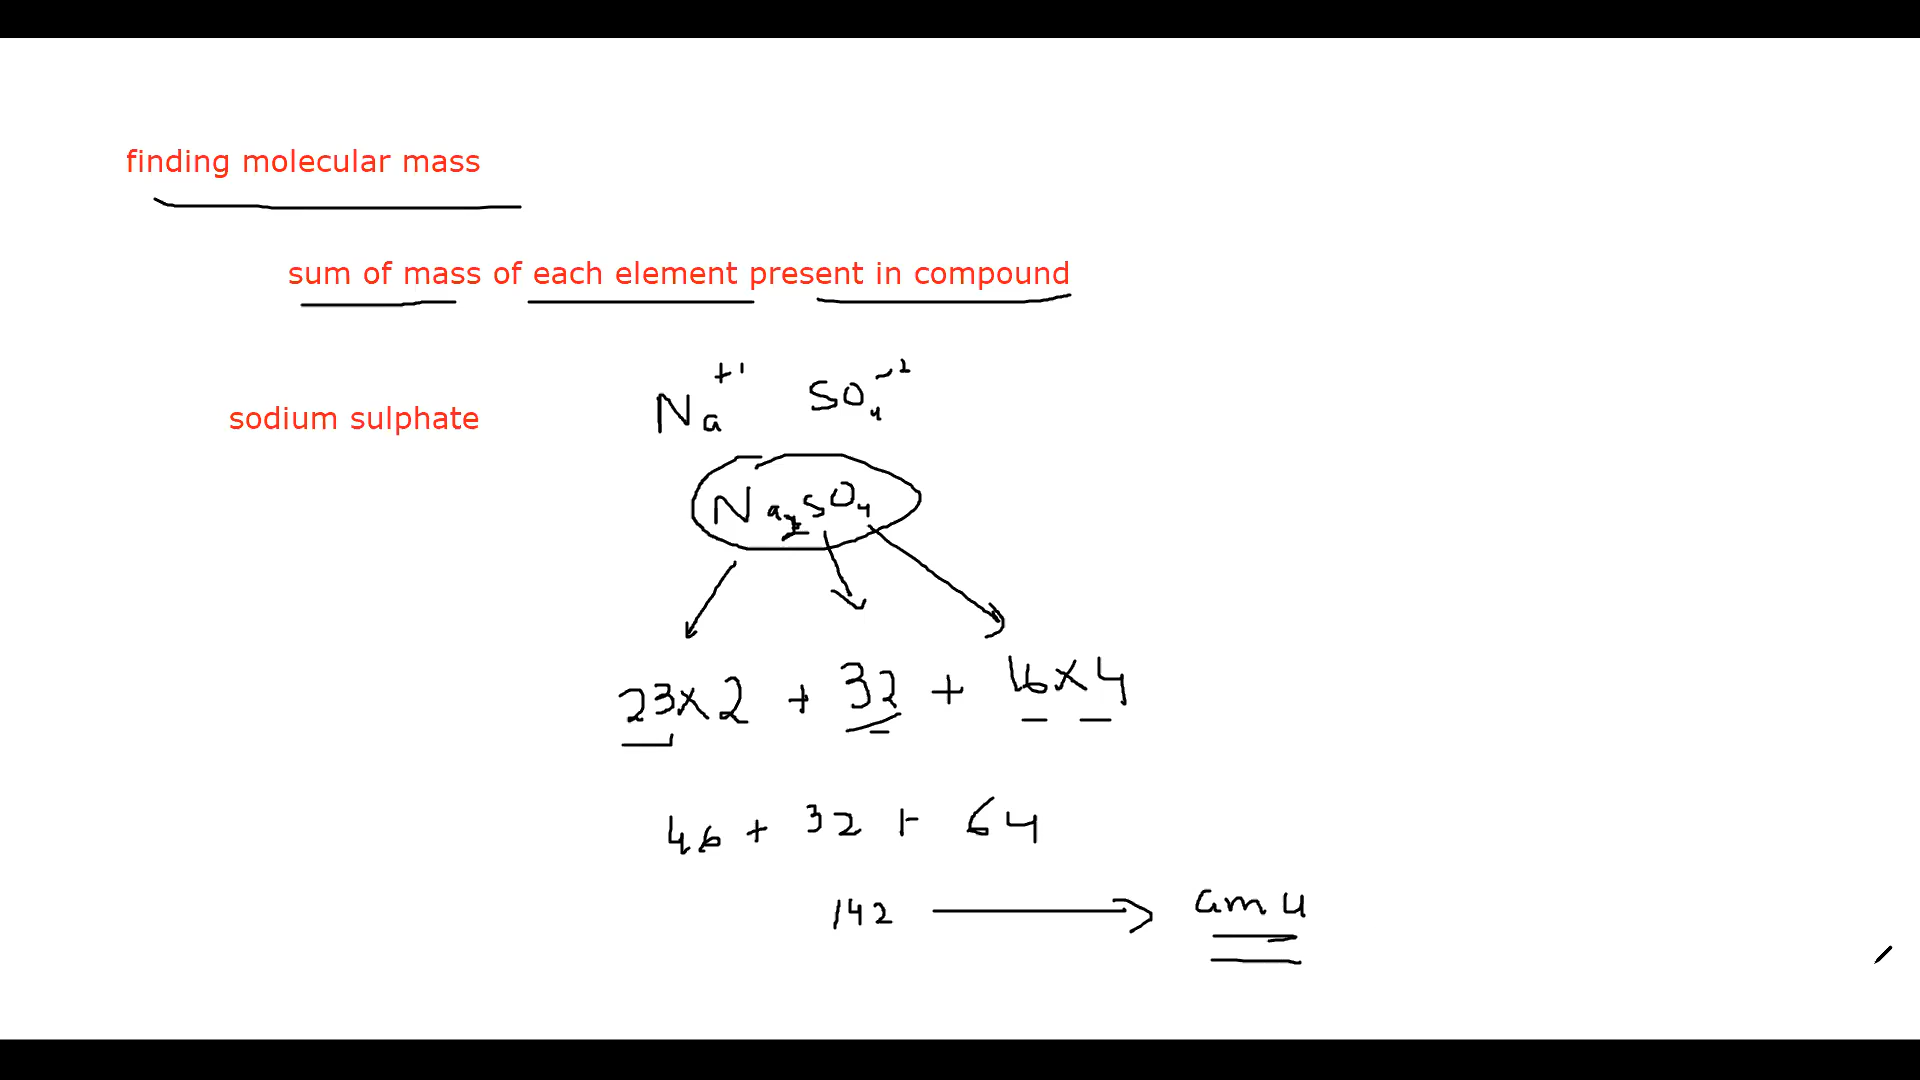 finding molecular mass
sum of mass of each element present in compound
Na+1 SO4-2
sodium sulphate
Na2SO4
23x2 + 32 + 16x4
46 + 32 + 64
142 → amu